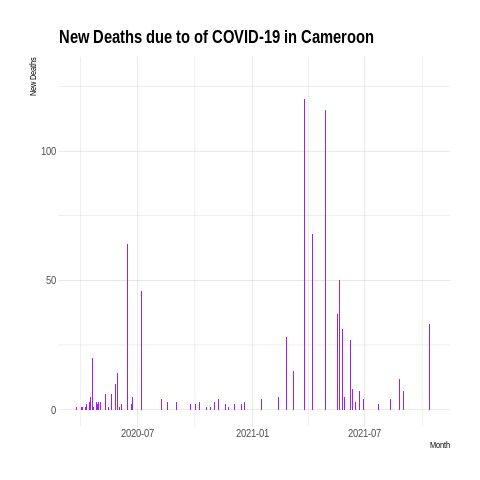 New Deaths due to of COVID-19 in Cameroon
New Deaths
100
50
0
2020-07
2021-01
2021-07
Month